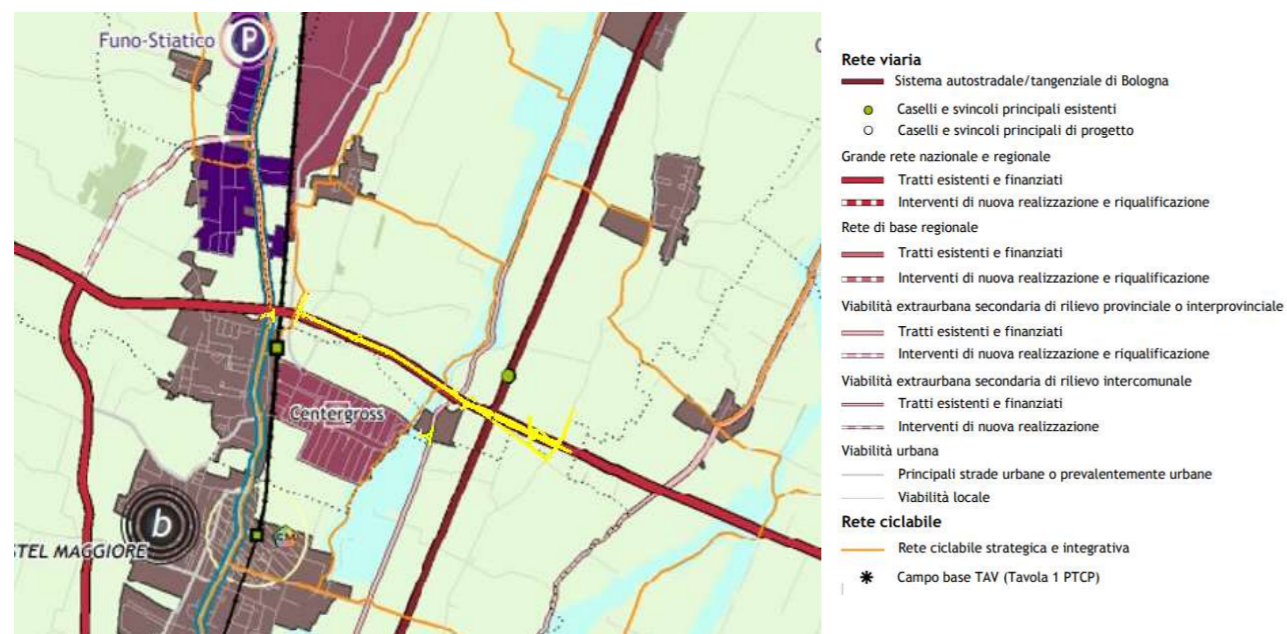 Funo-Stiatico
P
Centergross
b
STEL MAGGIORE
Rete viaria
Sistema autostradale/tangenziale di Bologna
Caselli e svincoli principali esistenti
Caselli e svincoli principali di progetto
Grande rete nazionale e regionale
Tratti esistenti e finanziati
Interventi di nuova realizzazione e riqualificazione
Rete di base regionale
Tratti esistenti e finanziati
Interventi di nuova realizzazione e riqualificazione
Viabilità extraurbana secondaria di rilievo provinciale o interprovinciale
Tratti esistenti e finanziati
Interventi di nuova realizzazione e riqualificazione
Viabilità extraurbana secondaria di rilievo intercomunale
Tratti esistenti e finanziati
Interventi di nuova realizzazione
Viabilità urbana
Principali strade urbane o prevalentemente urbane
Viabilità locale
Rete ciclabile
Rete ciclabile strategica e integrativa
Campo base TAV (Tavola 1 PTCP)